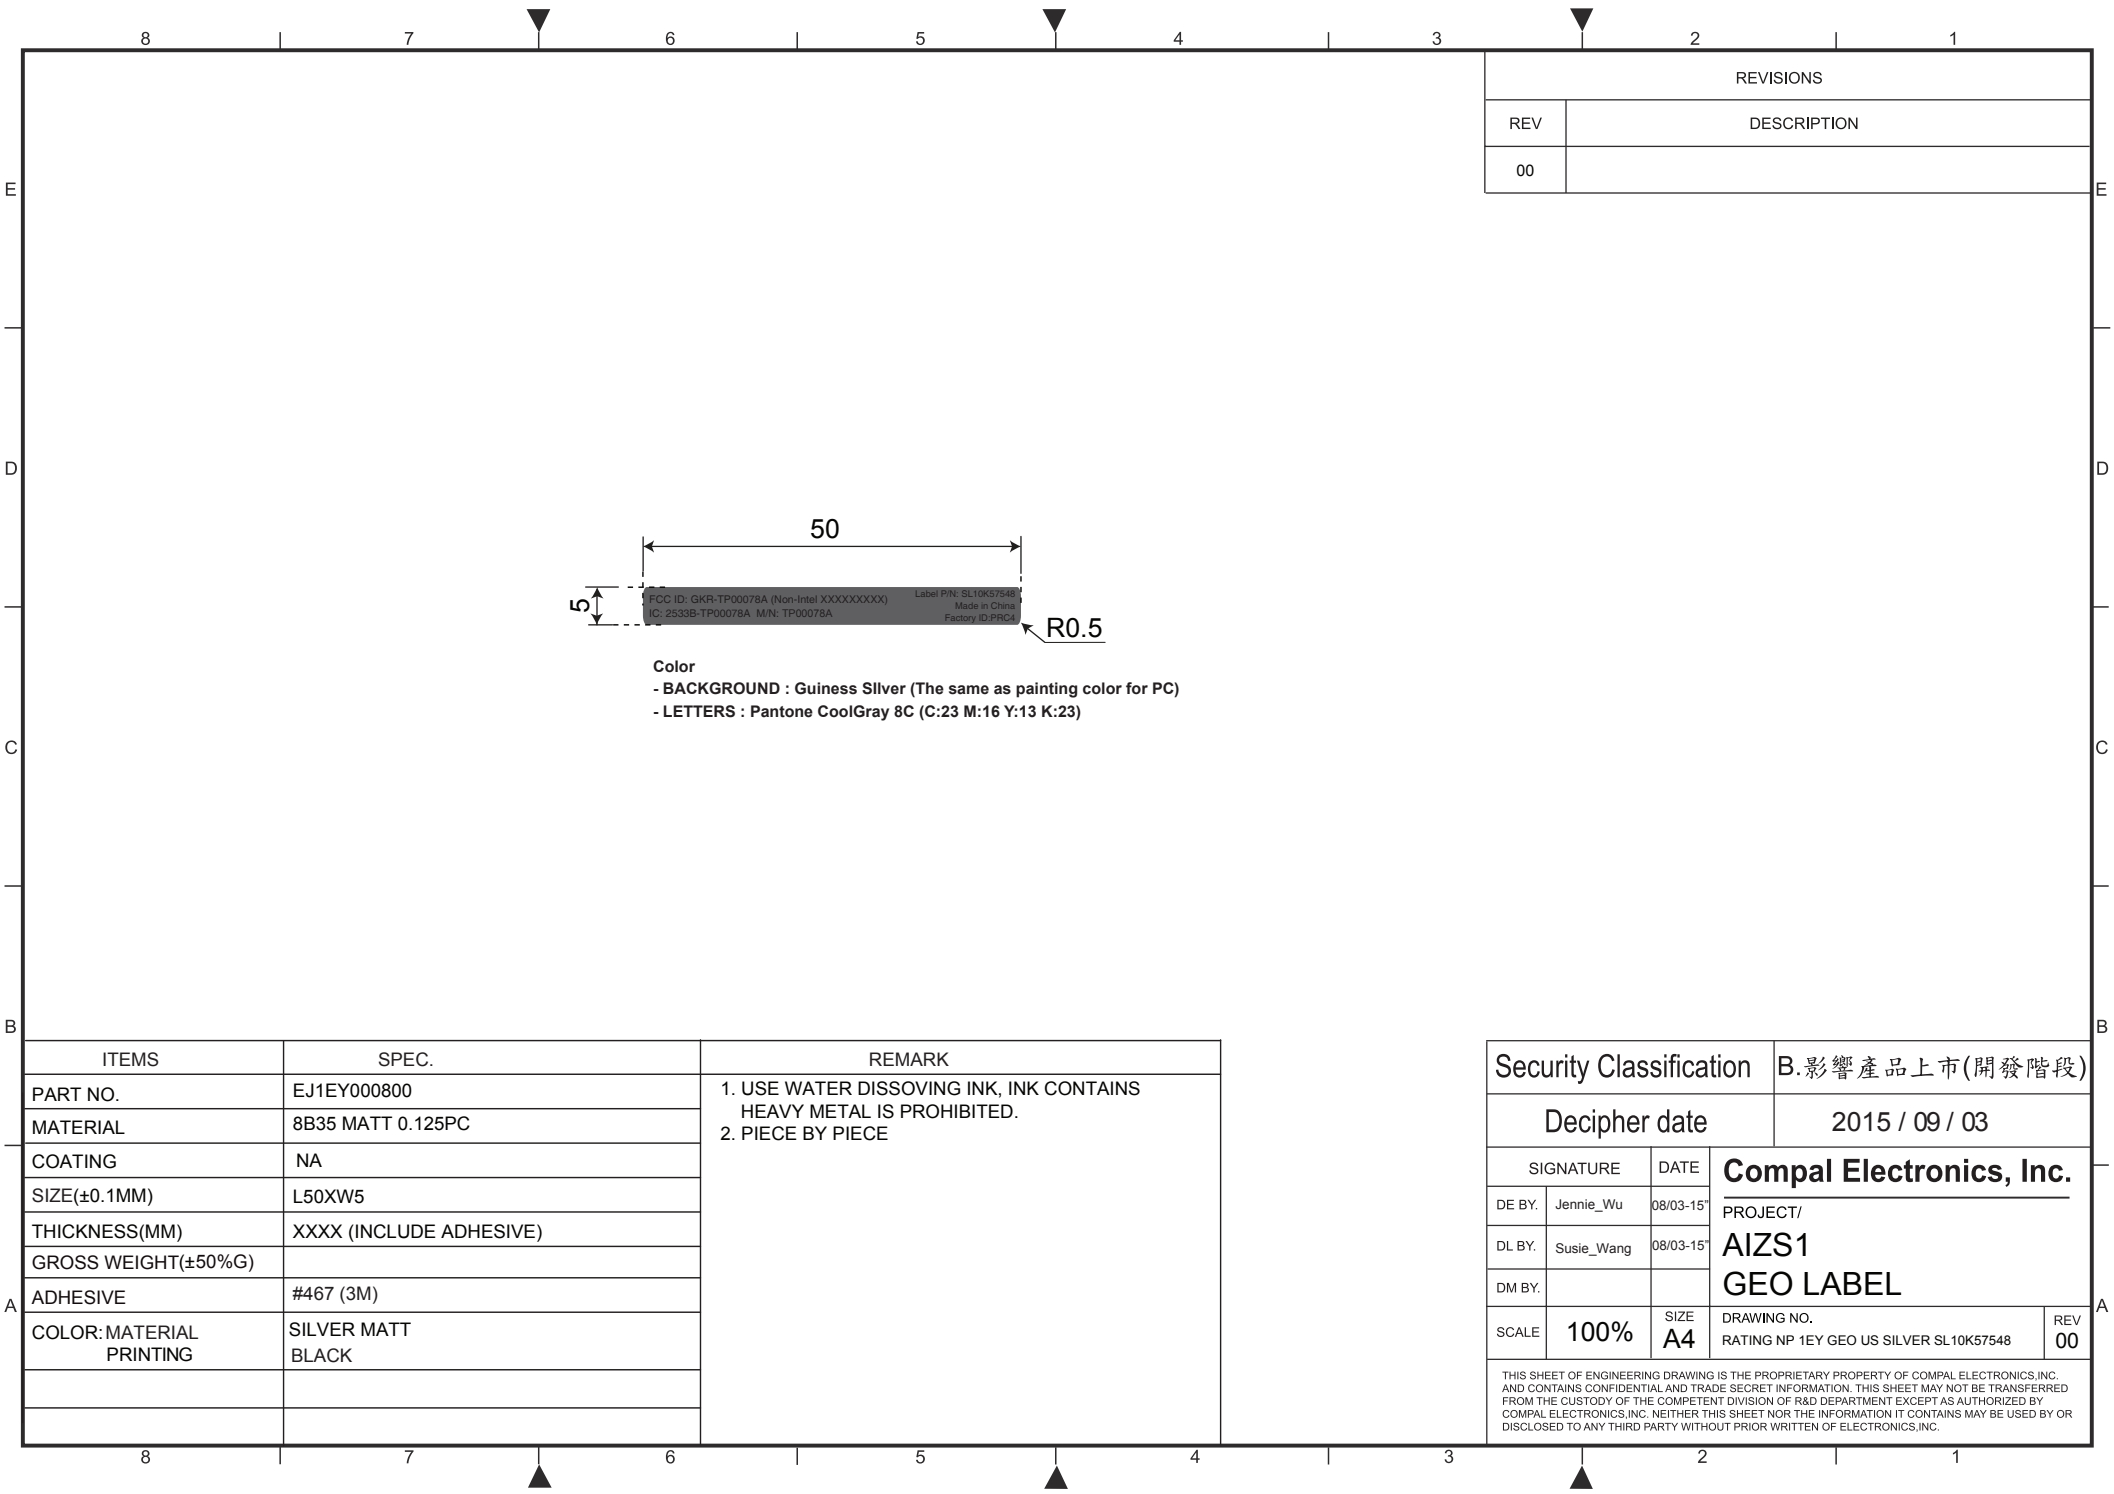 8 7 6 5 4 3 2 1
REVISIONS
REV DESCRIPTION
00
E E
D D
50
5
FCC ID: GKR-TP00078A (Non-Intel XXXXXXXXX)
IC: 2533B-TP00078A M/N: TP00078A
Label P/N: SL10K57548
Made in China
Factory ID:PRC4
R0.5
Color
- BACKGROUND : Guiness SIlver (The same as painting color for PC)
- LETTERS : Pantone CoolGray 8C (C:23 M:16 Y:13 K:23)
C C
B B
ITEMS SPEC. REMARK
PART NO. EJ1EY000800
MATERIAL 8B35 MATT 0.125PC
COATING NA
SIZE(±0.1MM) L50XW5
THICKNESS(MM) XXXX (INCLUDE ADHESIVE)
GROSS WEIGHT(±50%G)
ADHESIVE #467 (3M)
COLOR:MATERIAL SILVER MATT
PRINTING BLACK
1. USE WATER DISSOVING INK, INK CONTAINS
HEAVY METAL IS PROHIBITED.
2. PIECE BY PIECE
Security Classification B.影響產品上市(開發階段)
Decipher date 2015 / 09 / 03
SIGNATURE DATE
DE BY. Jennie_Wu 08/03-15"
DL BY. Susie_Wang 08/03-15"
DM BY.
Compal Electronics, Inc.
PROJECT/
AIZS1
GEO LABEL
SCALE 100%
SIZE
A4
DRAWING NO.
RATING NP 1EY GEO US SILVER SL10K57548
REV
00
THIS SHEET OF ENGINEERING DRAWING IS THE PROPRIETARY PROPERTY OF COMPAL ELECTRONICS,INC.
AND CONTAINS CONFIDENTIAL AND TRADE SECRET INFORMATION. THIS SHEET MAY NOT BE TRANSFERRED
FROM THE CUSTODY OF THE COMPETENT DIVISION OF R&D DEPARTMENT EXCEPT AS AUTHORIZED BY
COMPAL ELECTRONICS,INC. NEITHER THIS SHEET NOR THE INFORMATION IT CONTAINS MAY BE USED BY OR
DISCLOSED TO ANY THIRD PARTY WITHOUT PRIOR WRITTEN OF ELECTRONICS,INC.
A A
8 7 6 5 4 3 2 1